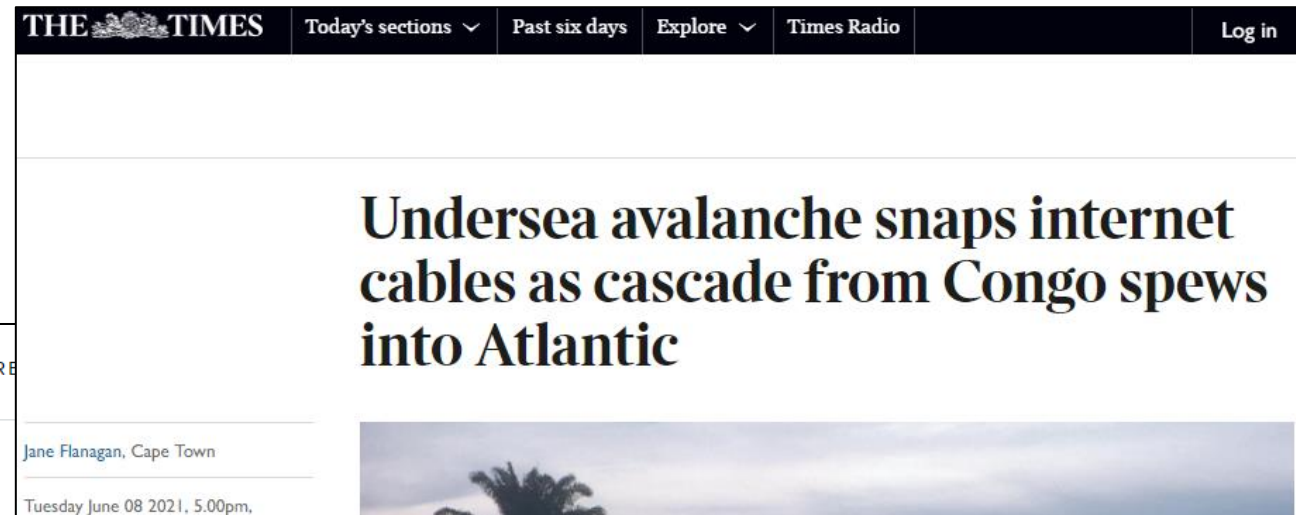 THE TIMES Today's sections Past six days Explore Times Radio Log in
Undersea avalanche snaps internet
cables as cascade from Congo spews
into Atlantic
Jane Flanagan, Cape Town
Tuesday June 08 2021, 5.00pm,